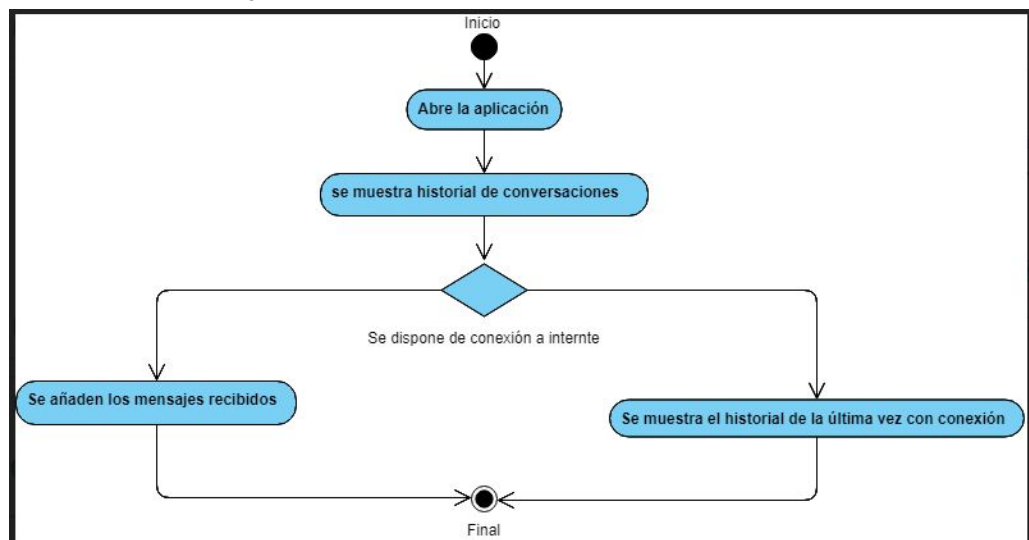 Inicio
Abre la aplicación
se muestra historial de conversaciones
Se dispone de conexión a internte
Se añaden los mensajes recibidos
Se muestra el historial de la última vez con conexión
Final